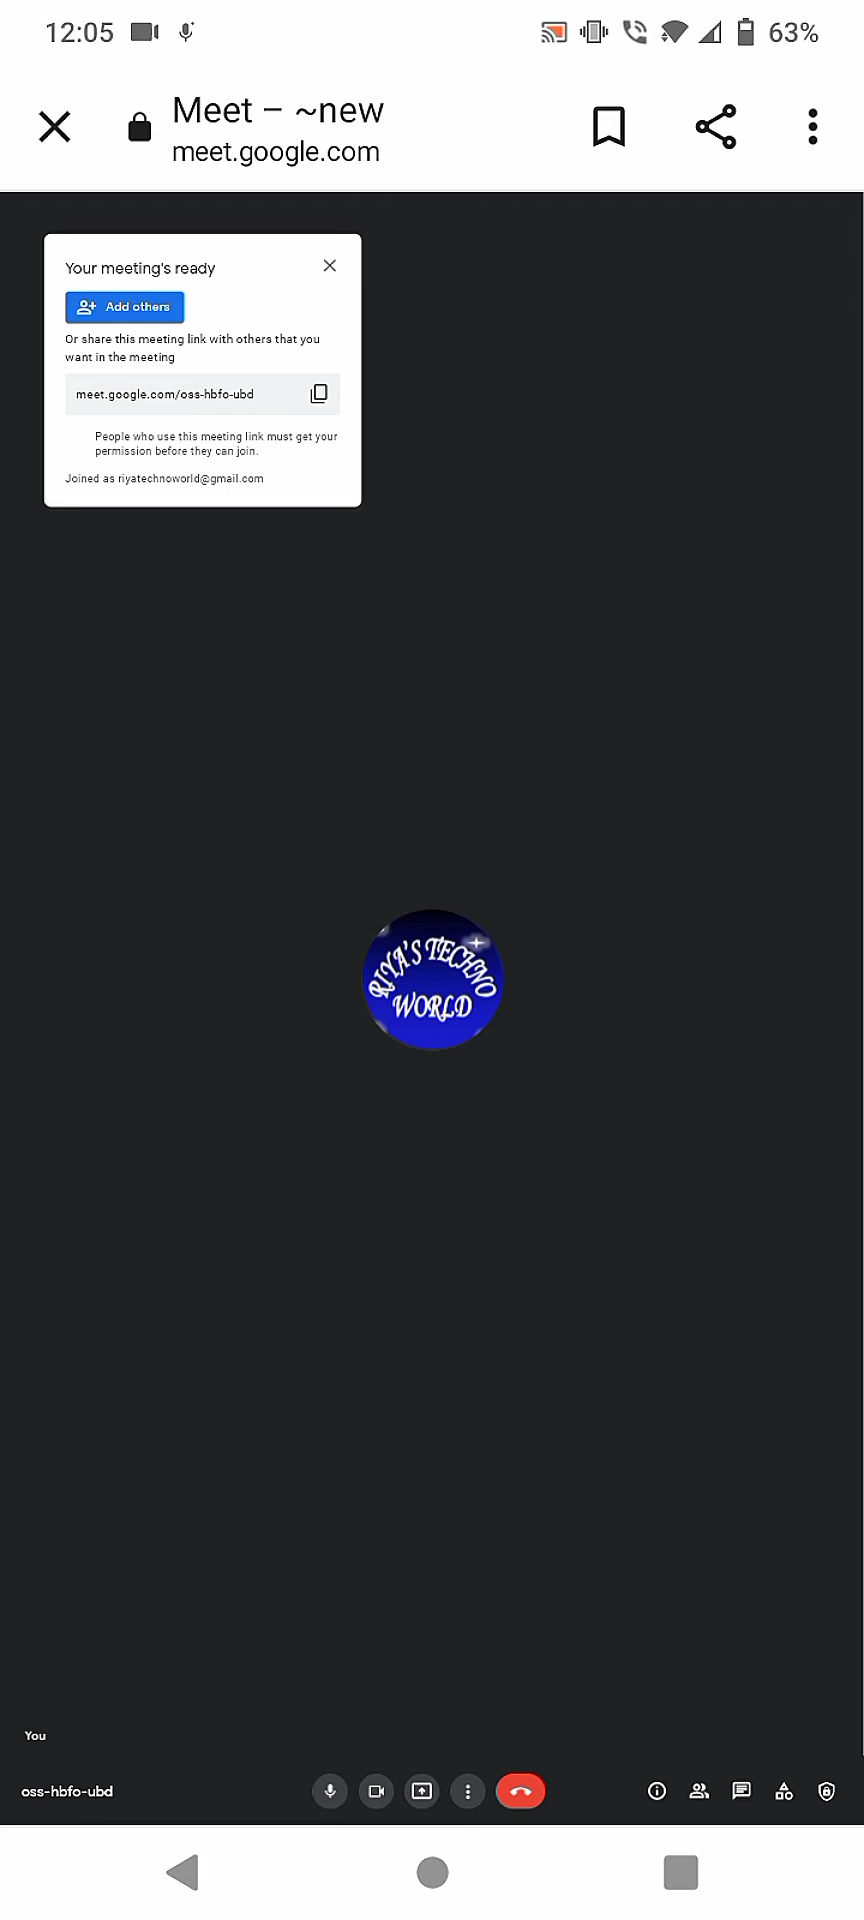 12:05
63%
Meet – ~new
meet.google.com
Your meeting's ready
Add others
Or share this meeting link with others that you
want in the meeting
meet.google.com/oss-hbfo-ubd
People who use this meeting link must get your
permission before they can join.
Joined as riyatechnoworld@gmail.com
RIYA'S TECHNO
WORLD
You
oss-hbfo-ubd